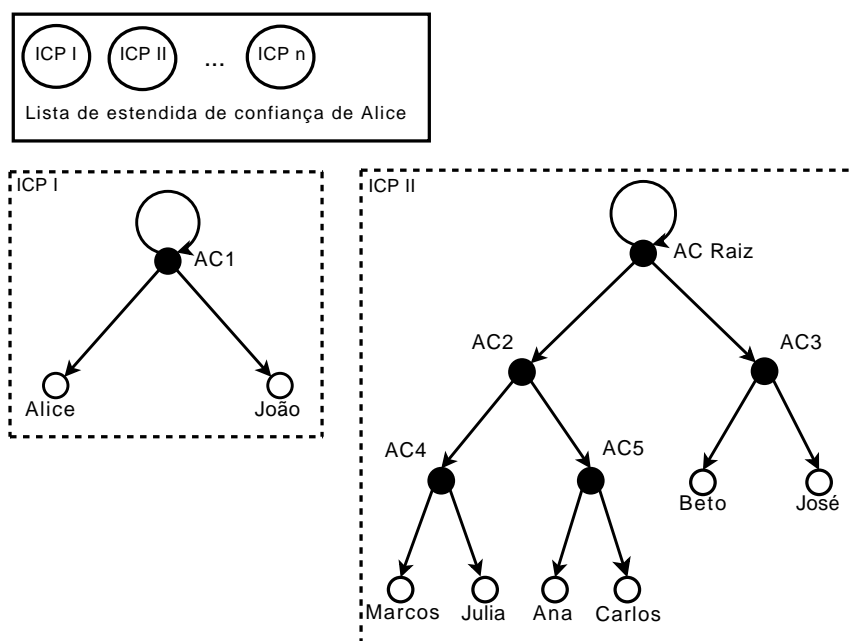 ICP I ICP II ... ICP n
Lista de estendida de confiança de Alice
ICP I
AC1
Alice João
ICP II
AC Raiz
AC2 AC3
AC4 AC5
Beto José
Marcos Julia Ana Carlos